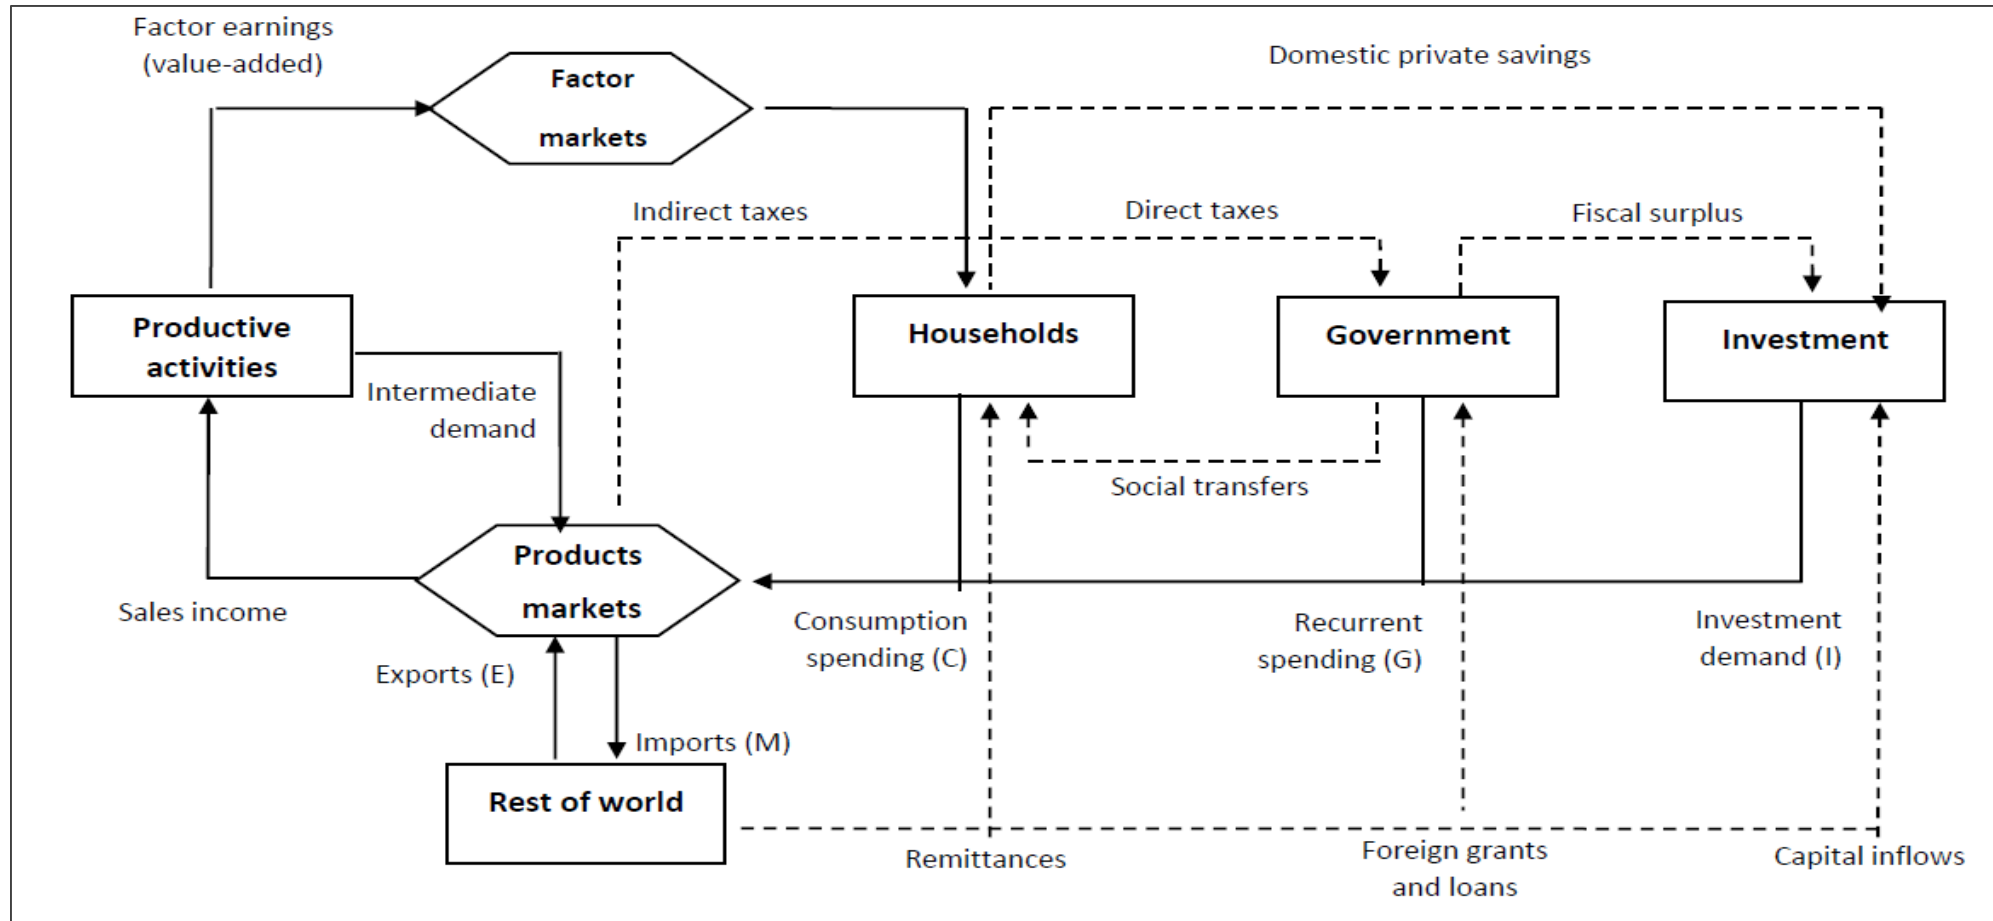 Factor earnings
(value-added)
Factor
markets
Domestic private savings
Indirect taxes
Direct taxes
Fiscal surplus
Productive
activities
Households
Government
Investment
Intermediate
demand
Social transfers
Products
markets
Sales income
Consumption
spending (C)
Recurrent
spending (G)
Investment
demand (I)
Exports (E)
Imports (M)
Rest of world
Remittances
Foreign grants
and loans
Capital inflows